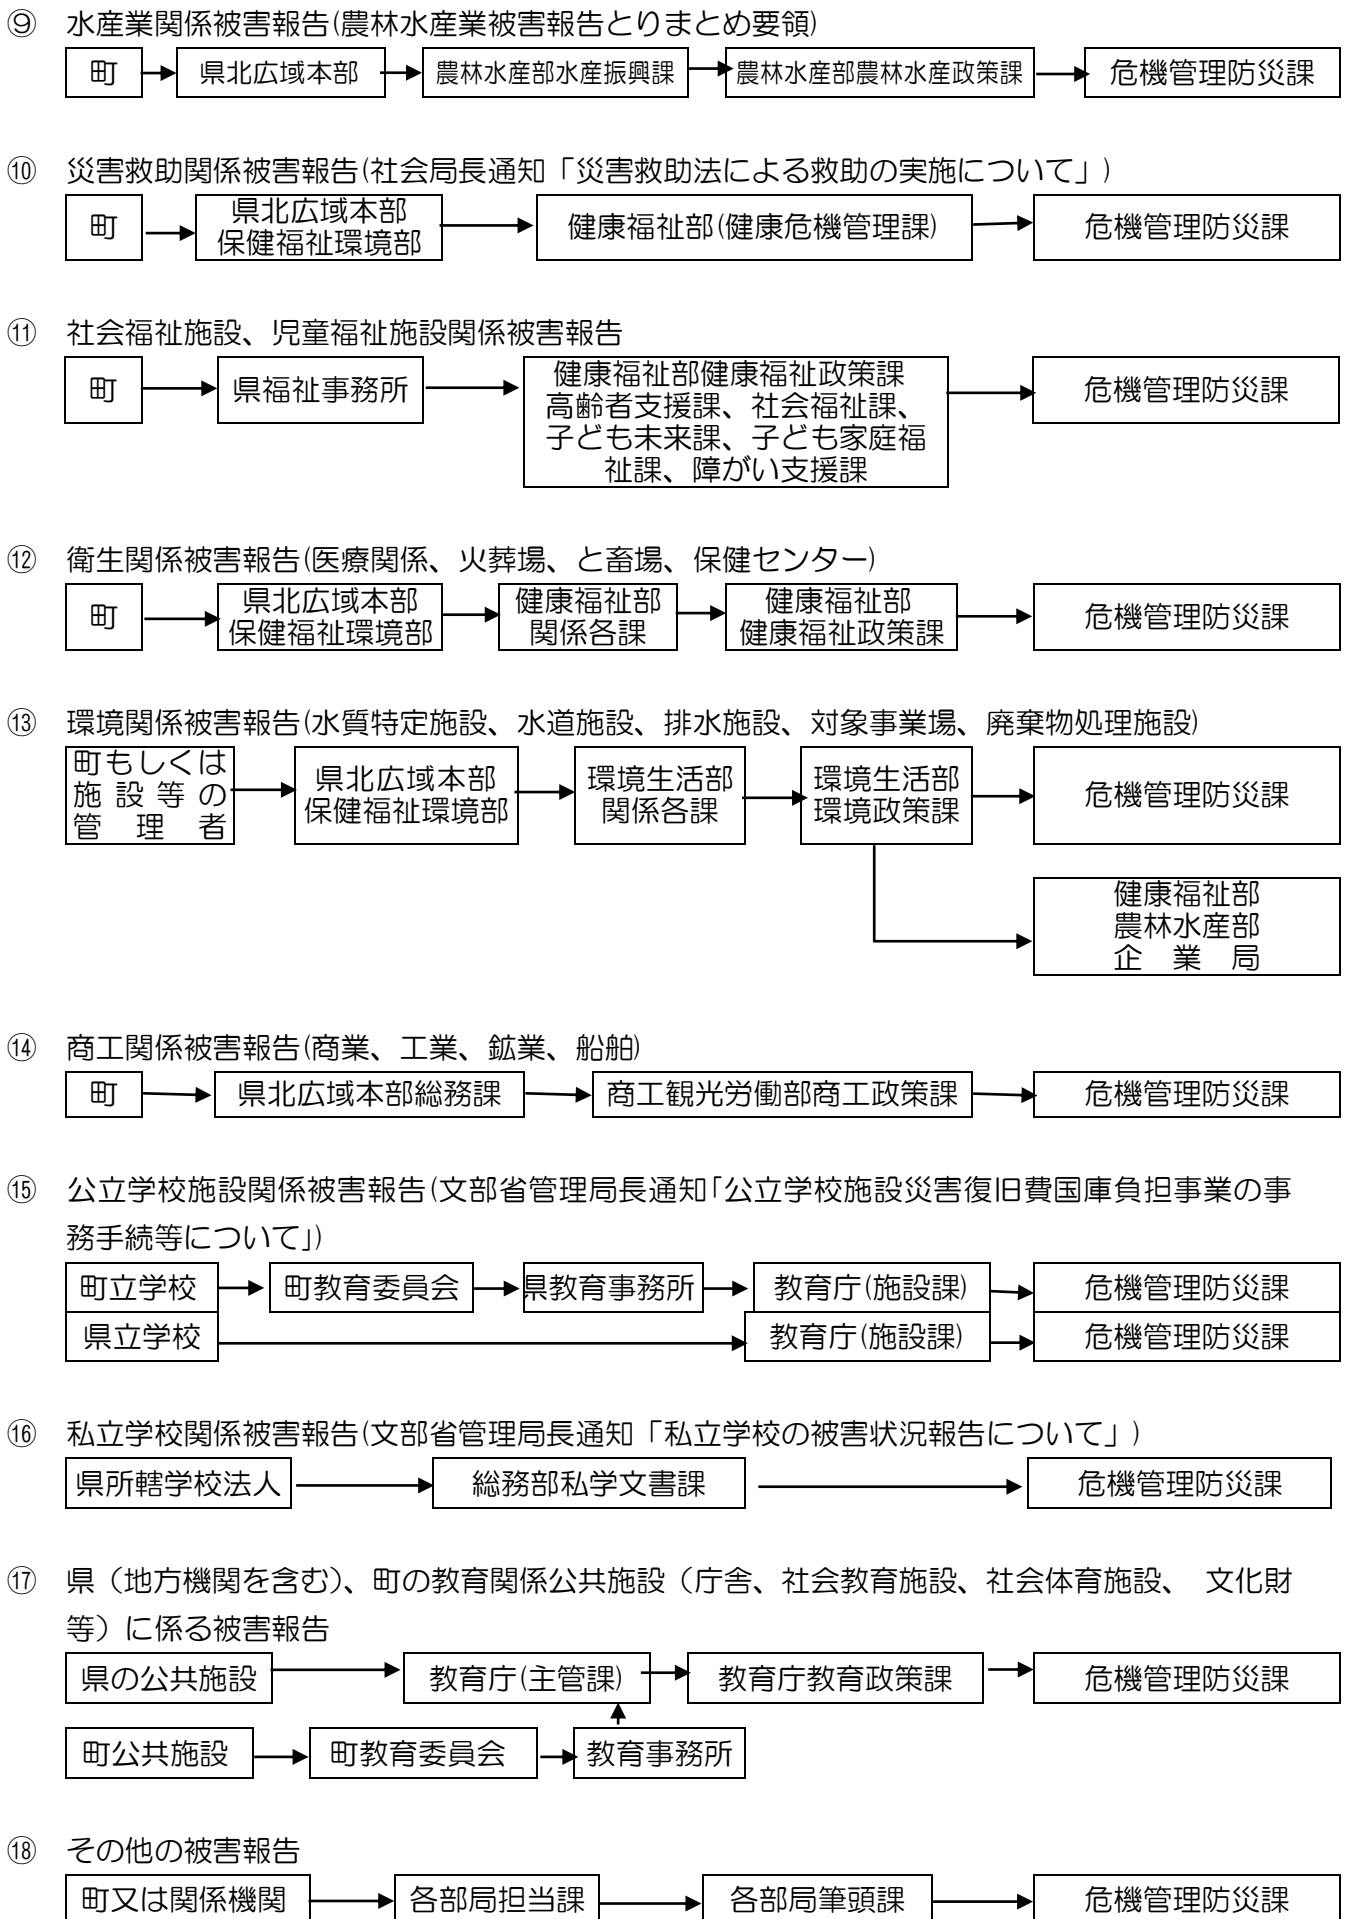 ⑨ 水産業関係被害報告(農林水産業被害報告とりまとめ要領)
町 県北広域本部 農林水産部水産振興課 農林水産部農林水産政策課 危機管理防災課
⑩ 災害救助関係被害報告(社会局長通知「災害救助法による救助の実施について」)
町 県北広域本部 健康福祉部(健康危機管理課) 危機管理防災課
保健福祉環境部
⑪ 社会福祉施設、児童福祉施設関係被害報告
町 県福祉事務所 健康福祉部健康福祉政策課 危機管理防災課
高齢者支援課、社会福祉課、
子ども未来課、子ども家庭福
祉課、障がい支援課
⑫ 衛生関係被害報告(医療関係、火葬場、と畜場、保健センター)
町 県北広域本部 健康福祉部 健康福祉部 危機管理防災課
保健福祉環境部 関係各課 健康福祉政策課
⑬ 環境関係被害報告(水質特定施設、水道施設、排水施設、対象事業場、廃棄物処理施設)
町もしくは 県北広域本部 環境生活部 環境生活部 危機管理防災課
施設等の 保健福祉環境部 関係各課 環境政策課
管理者
健康福祉部
農林水産部
企業局
⑭ 商工関係被害報告(商業、工業、鉱業、船舶)
町 県北広域本部総務課 商工観光労働部商工政策課 危機管理防災課
⑮ 公立学校施設関係被害報告(文部省管理局長通知「公立学校施設災害復旧費国庫負担事業の事
務手続等について」)
町立学校 町教育委員会 県教育事務所 教育庁(施設課) 危機管理防災課
県立学校 教育庁(施設課) 危機管理防災課
⑯ 私立学校関係被害報告(文部省管理局長通知「私立学校の被害状況報告について」)
県所轄学校法人 総務部私学文書課 危機管理防災課
⑰ 県（地方機関を含む）、町の教育関係公共施設（庁舎、社会教育施設、社会体育施設、 文化財
等）に係る被害報告
県の公共施設 教育庁(主管課) 教育庁教育政策課 危機管理防災課
町公共施設 町教育委員会 教育事務所
⑱ その他の被害報告
町又は関係機関 各部局担当課 各部局筆頭課 危機管理防災課